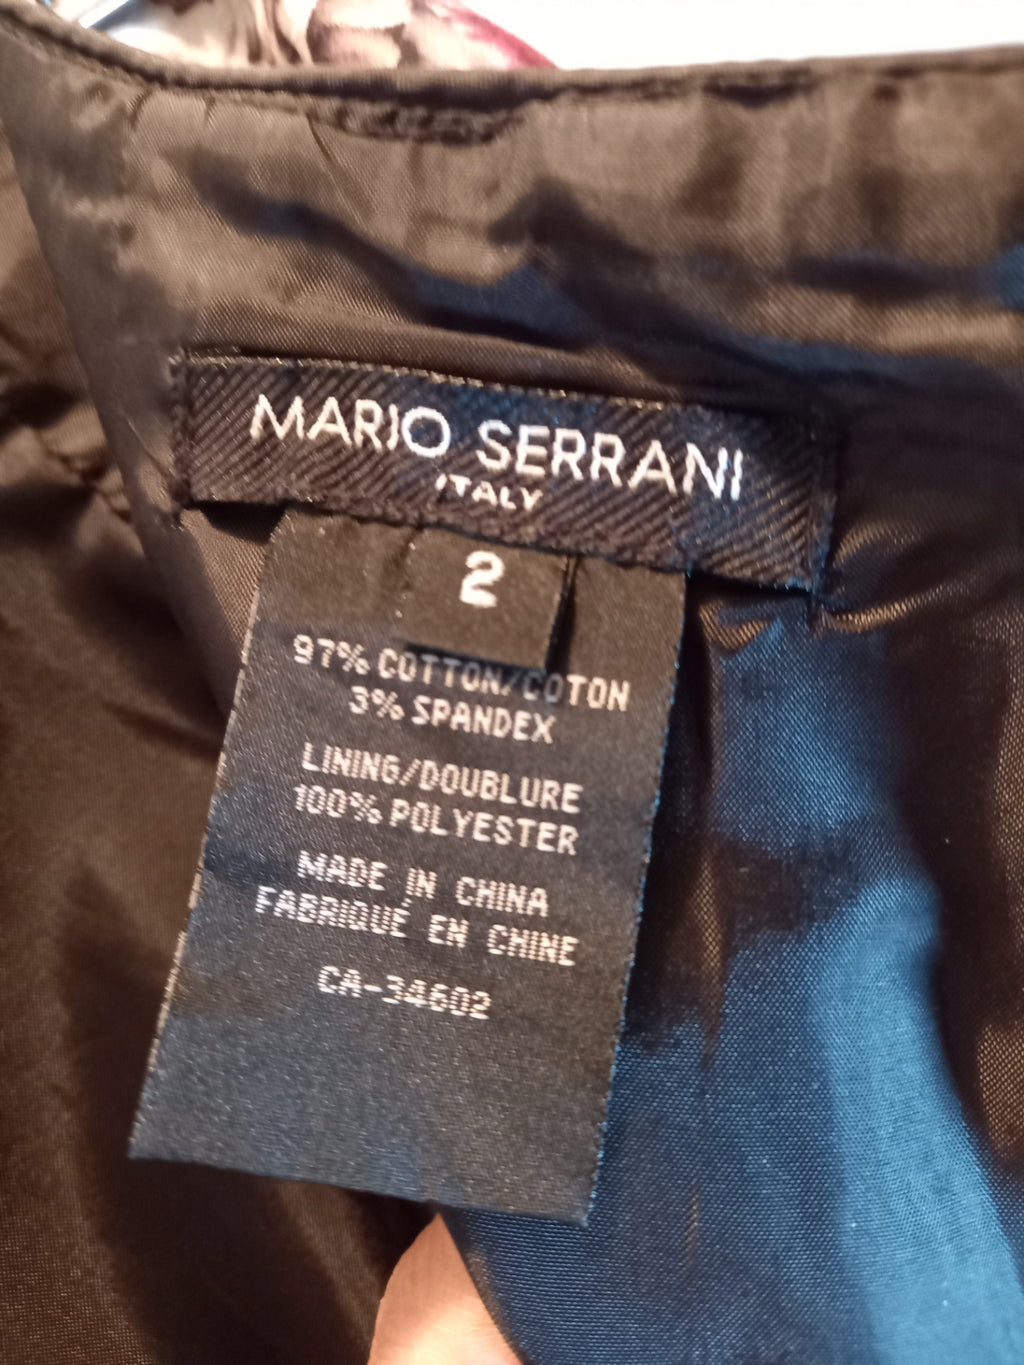 MARIO SERRANI
ITALY
2
97% COTTON/COTON
3% SPANDEX
LINING/DOUBLURE
100% POLYESTER
MADE IN CHINA
FABRIQUÉ EN CHINE
CA-34602